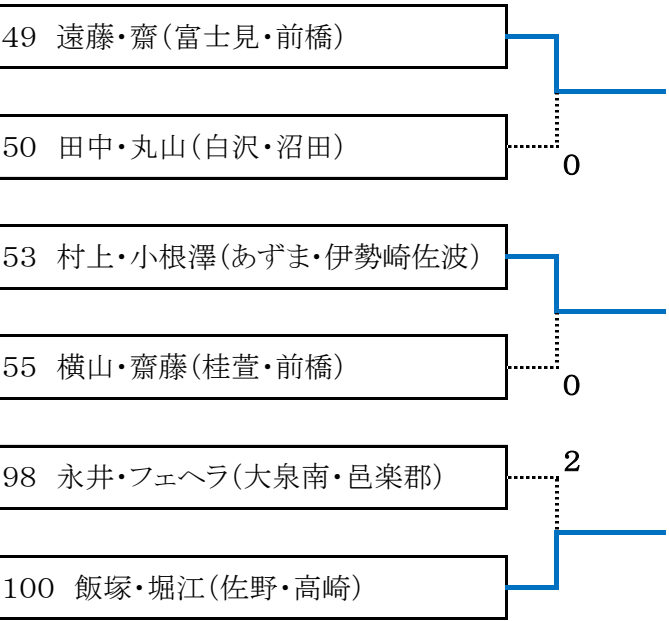 49 遠藤・齋(富士見・前橋)
50 田中・丸山(白沢・沼田)
0
53 村上・小根澤(あずま・伊勢崎佐波)
55 横山・齋藤(桂萱・前橋)
0
2
98 永井・フェヘラ(大泉南・邑楽郡)
100 飯塚・堀江(佐野・高崎)